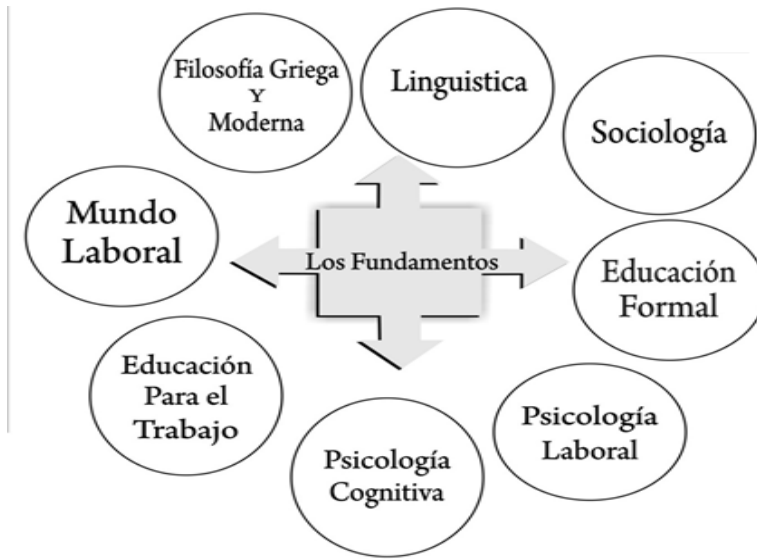 Filosofía Griega
Y
Moderna
Linguistica
Sociología
Mundo
Laboral
Los Fundamentos
Educación
Formal
Educación
Para el
Trabajo
Psicología
Cognitiva
Psicología
Laboral